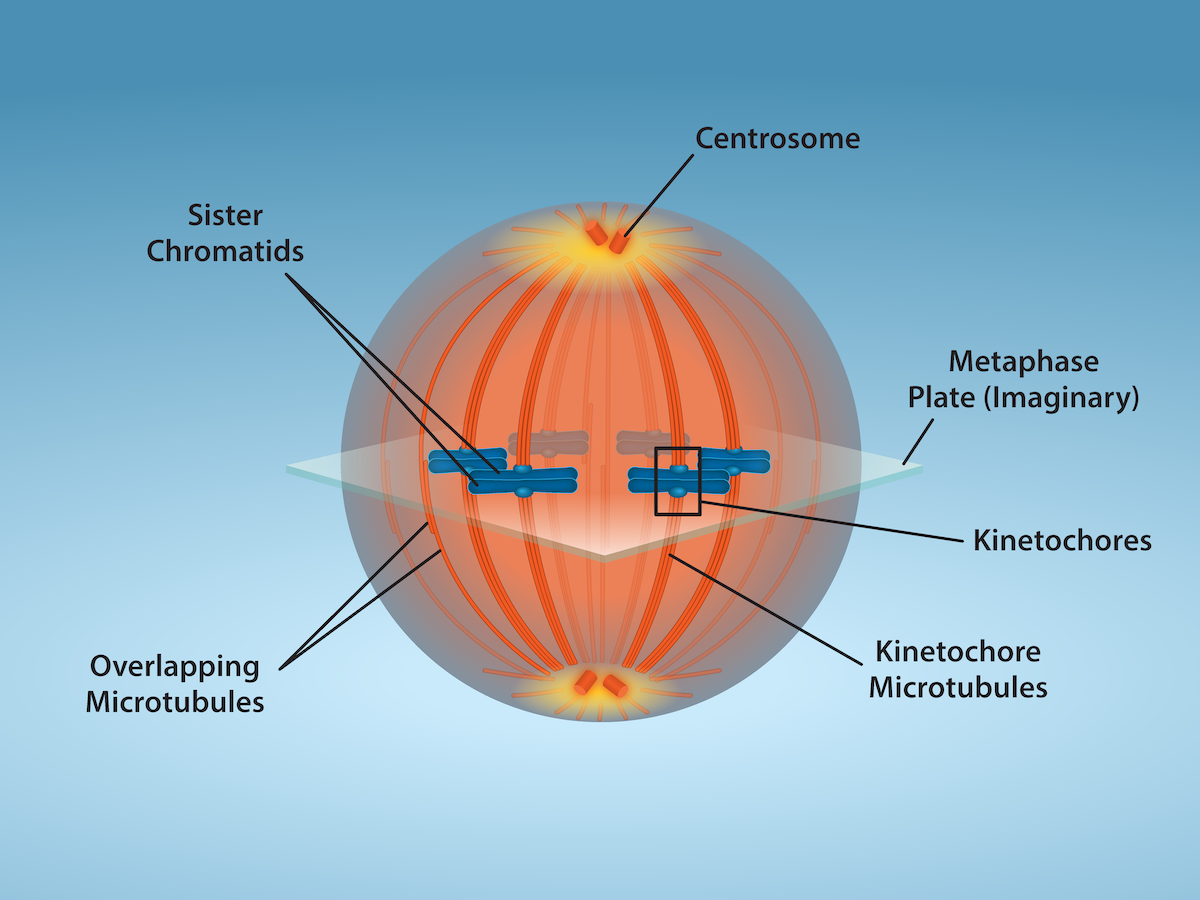 Centrosome
Sister
Chromatids
Metaphase
Plate (Imaginary)
Kinetochores
Overlapping
Microtubules
Kinetochore
Microtubules